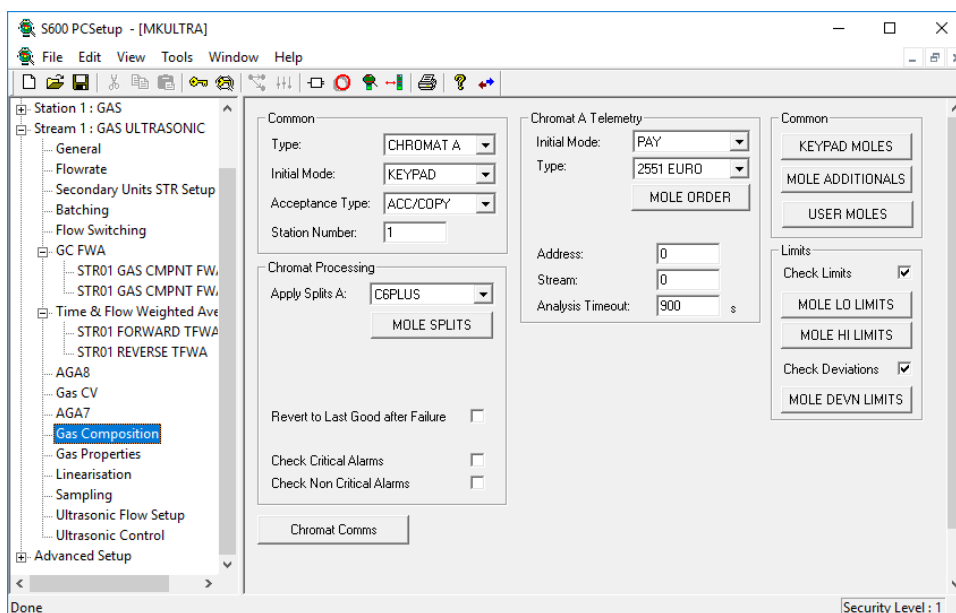 S600 PCSetup - [MKULTRA]
File Edit View Tools Window Help
Station 1 : GAS
Stream 1 : GAS ULTRASONIC
General
Flowrate
Secondary Units STR Setup
Batching
Flow Switching
GC FWA
STR01 GAS CMPNT FW
STR01 GAS CMPNT FW
Time & Flow Weighted Ave
STR01 FORWARD TFWA
STR01 REVERSE TFWA
AGA8
Gas CV
AGA7
Gas Composition
Gas Properties
Linearisation
Sampling
Ultrasonic Flow Setup
Ultrasonic Control
Advanced Setup
Common
Type: CHROMAT A
Initial Mode: KEYPAD
Acceptance Type: ACC/COPY
Station Number: 1
Chromat Processing
Apply Splits A: C6PLUS
MOLE SPLITS
Revert to Last Good after Failure
Check Critical Alarms
Check Non Critical Alarms
Chromat Comms
Chromat A Telemetry
Initial Mode: PAY
Type: 2551 EURO
MOLE ORDER
Address: 0
Stream: 0
Analysis Timeout: 900 s
Common
KEYPAD MOLES
MOLE ADDITIONALS
USER MOLES
Limits
Check Limits
MOLE LO LIMITS
MOLE HI LIMITS
Check Deviations
MOLE DEVN LIMITS
Done
Security Level : 1